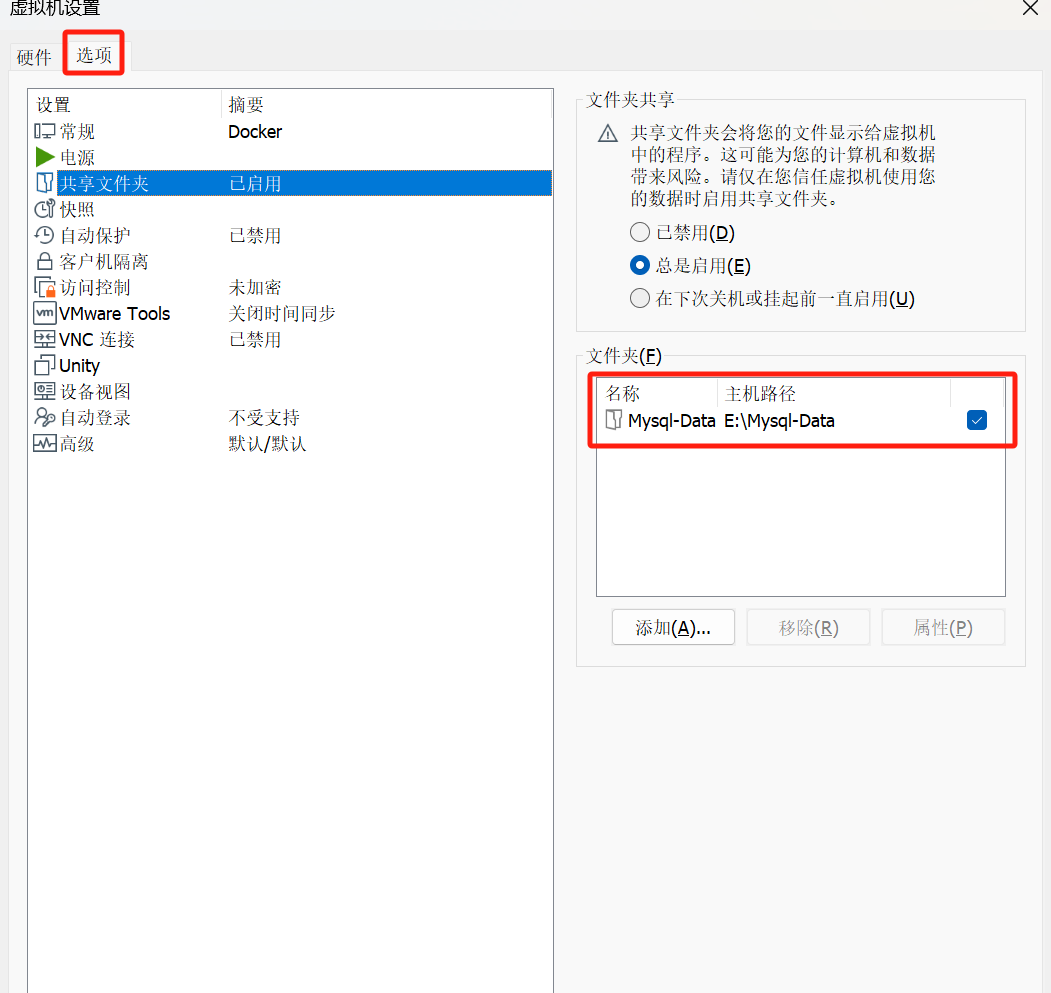 虚拟机设置
硬件 选项
设置 摘要
常规 Docker
电源
共享文件夹 已启用
快照
自动保护 已禁用
客户机隔离
访问控制 未加密
VMware Tools 关闭时间同步
VNC 连接 已禁用
Unity
设备视图
自动登录 不受支持
高级 默认/默认
文件夹共享
共享文件夹会将您的文件显示给虚拟机
中的程序。这可能为您的计算机和数据
带来风险。请仅在您信任虚拟机使用您
的数据时启用共享文件夹。
已禁用(D)
总是启用(E)
在下次关机或挂起前一直启用(U)
文件夹(F)
名称 主机路径
Mysql-Data E:\Mysql-Data
添加(A)... 移除(R) 属性(P)